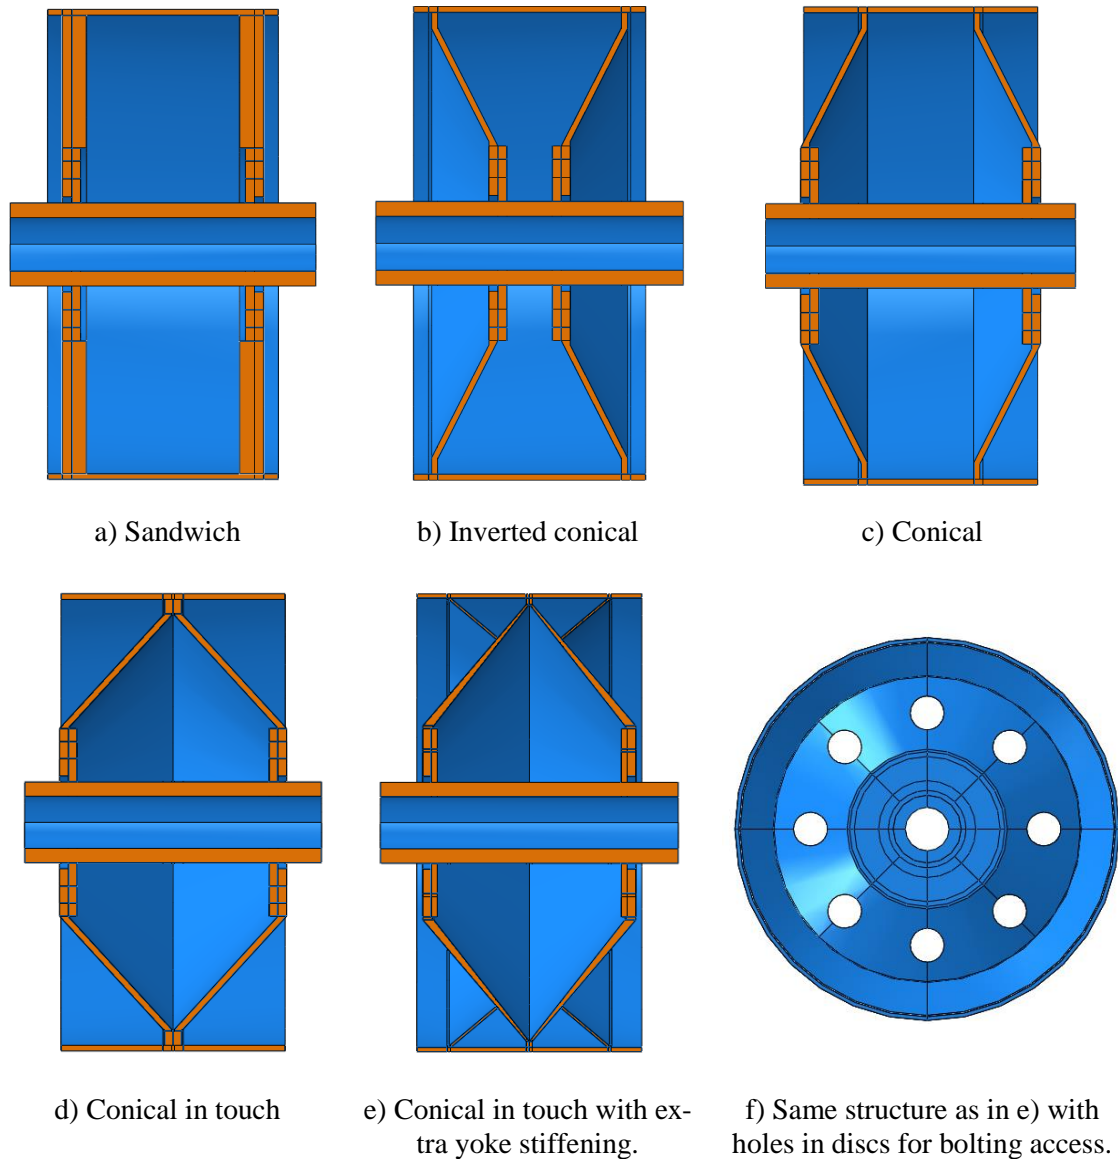 a) Sandwich
b) Inverted conical
c) Conical
d) Conical in touch
e) Conical in touch with ex-
tra yoke stiffening.
f) Same structure as in e) with
holes in discs for bolting access.